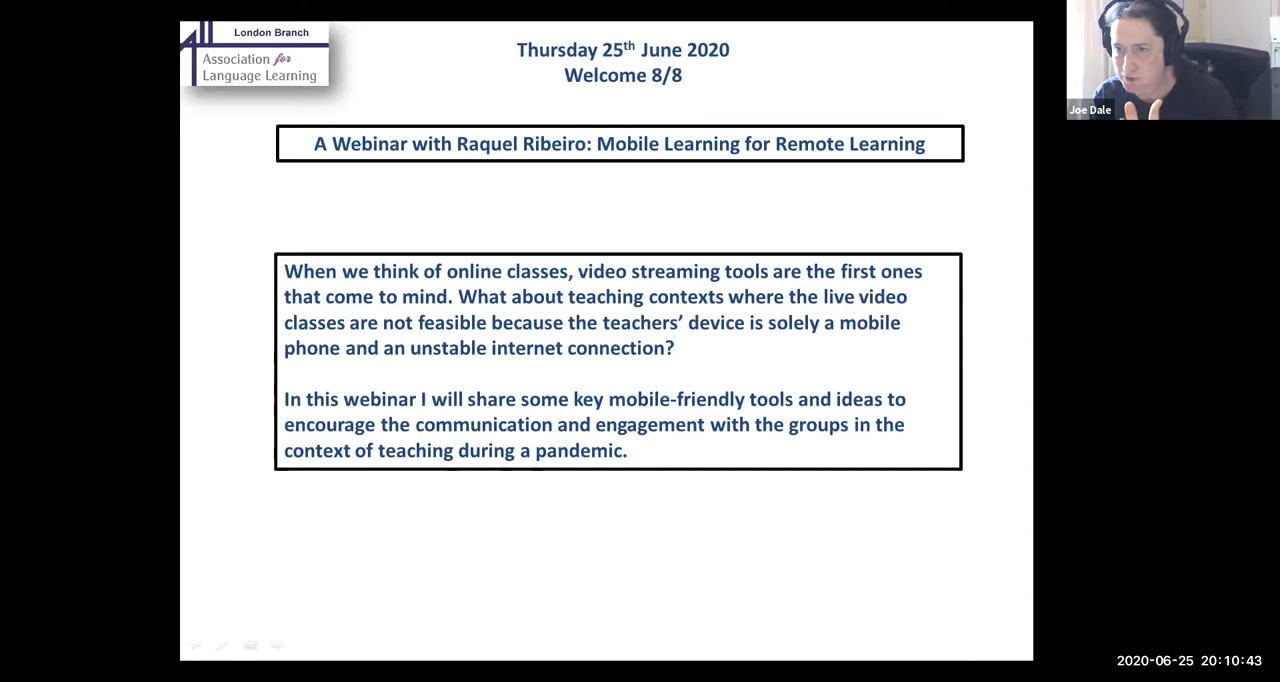 London Branch
Association for
Language Learning
Thursday 25th June 2020
Welcome 8/8
Joe Dale
A Webinar with Raquel Ribeiro: Mobile Learning for Remote Learning
When we think of online classes, video streaming tools are the first ones
that come to mind. What about teaching contexts where the live video
classes are not feasible because the teachers’ device is solely a mobile
phone and an unstable internet connection?
In this webinar I will share some key mobile-friendly tools and ideas to
encourage the communication and engagement with the groups in the
context of teaching during a pandemic.
2020-06-25 20:10:43